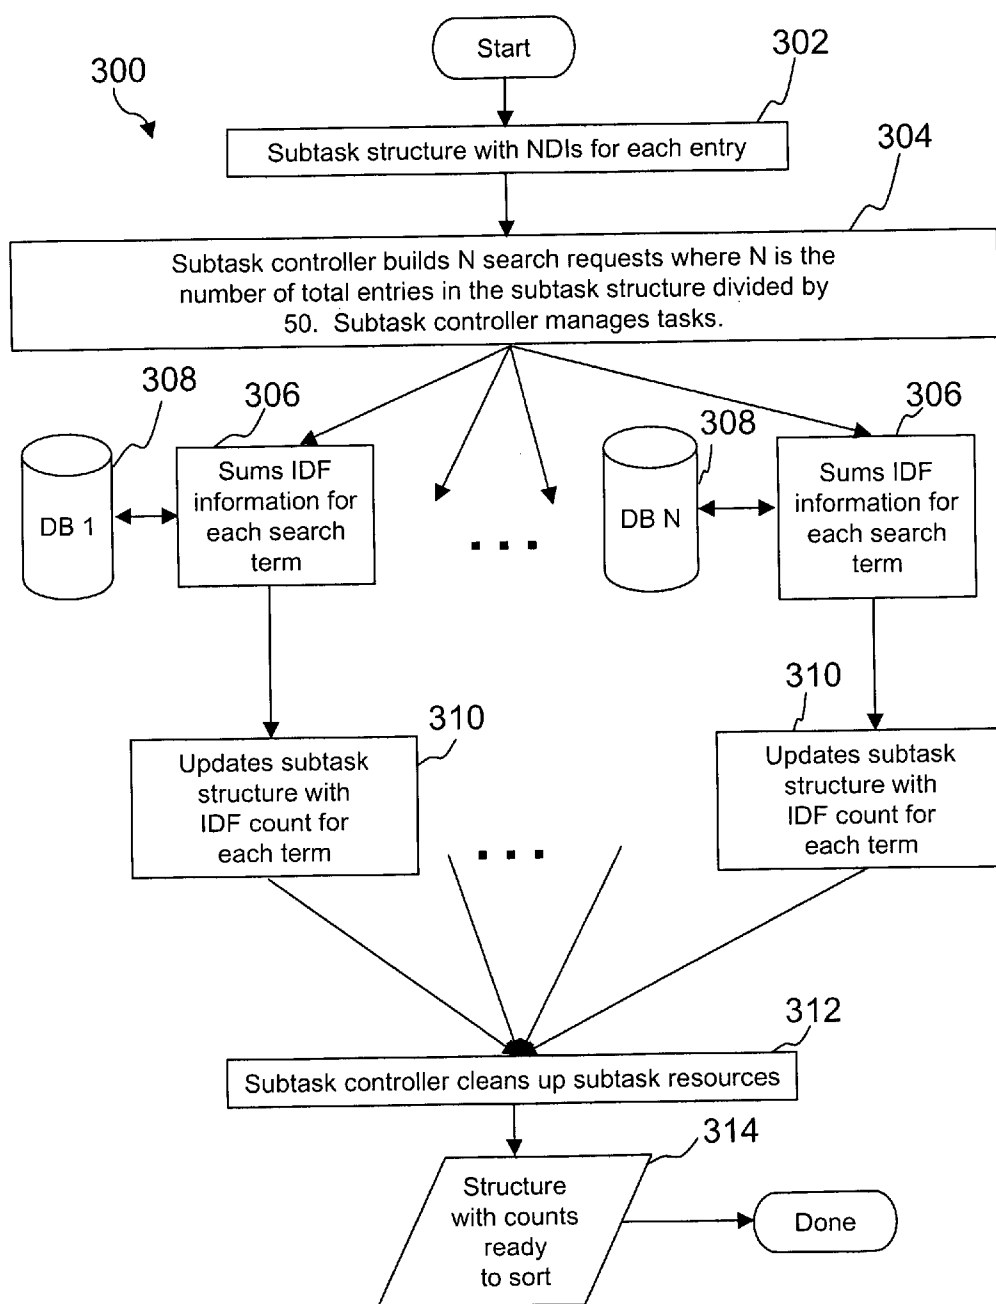 Start
302
300
Subtask structure with NDIs for each entry
304
Subtask controller builds N search requests where N is the
number of total entries in the subtask structure divided by
50. Subtask controller manages tasks.
308
306
308
306
DB 1
Sums IDF
information for
each search
term
DB N
Sums IDF
information for
each search
term
310
310
Updates subtask
structure with
IDF count for
each term
Updates subtask
structure with
IDF count for
each term
312
Subtask controller cleans up subtask resources
314
Structure
with counts
ready
to sort
Done